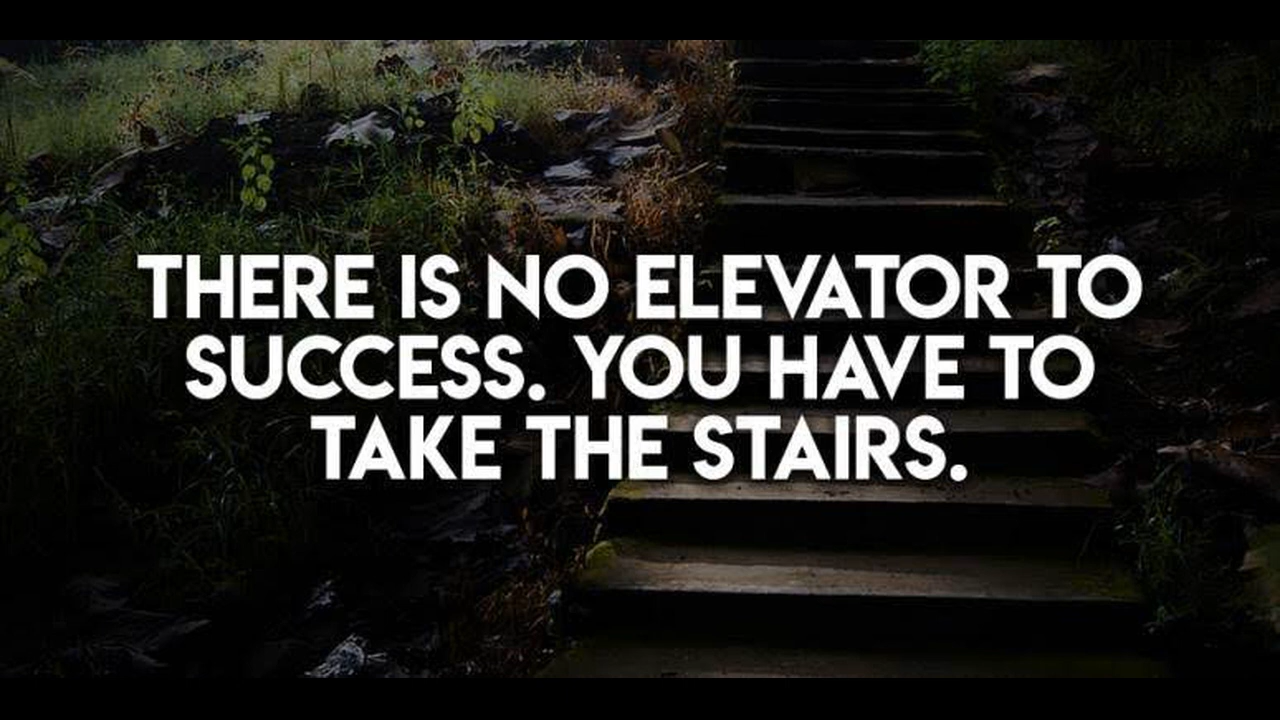 THERE IS NO ELEVATOR TO
SUCCESS. YOU HAVE TO
TAKE THE STAIRS.